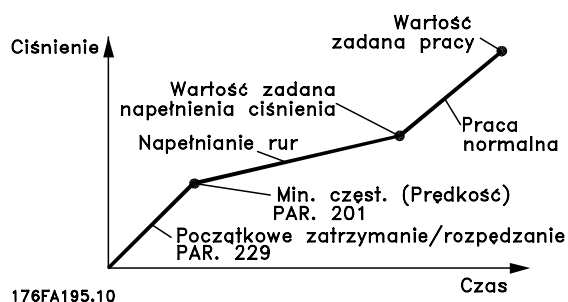 Wartość
zadana pracy
Ciśnienie
Wartość zadana
napełnienia ciśnienia
Napełnianie rur
Praca
normalna
Min. częst. (Prędkość)
PAR. 201
Początkowe zatrzymanie/rozpędzanie
PAR. 229
Czas
176FA195.10